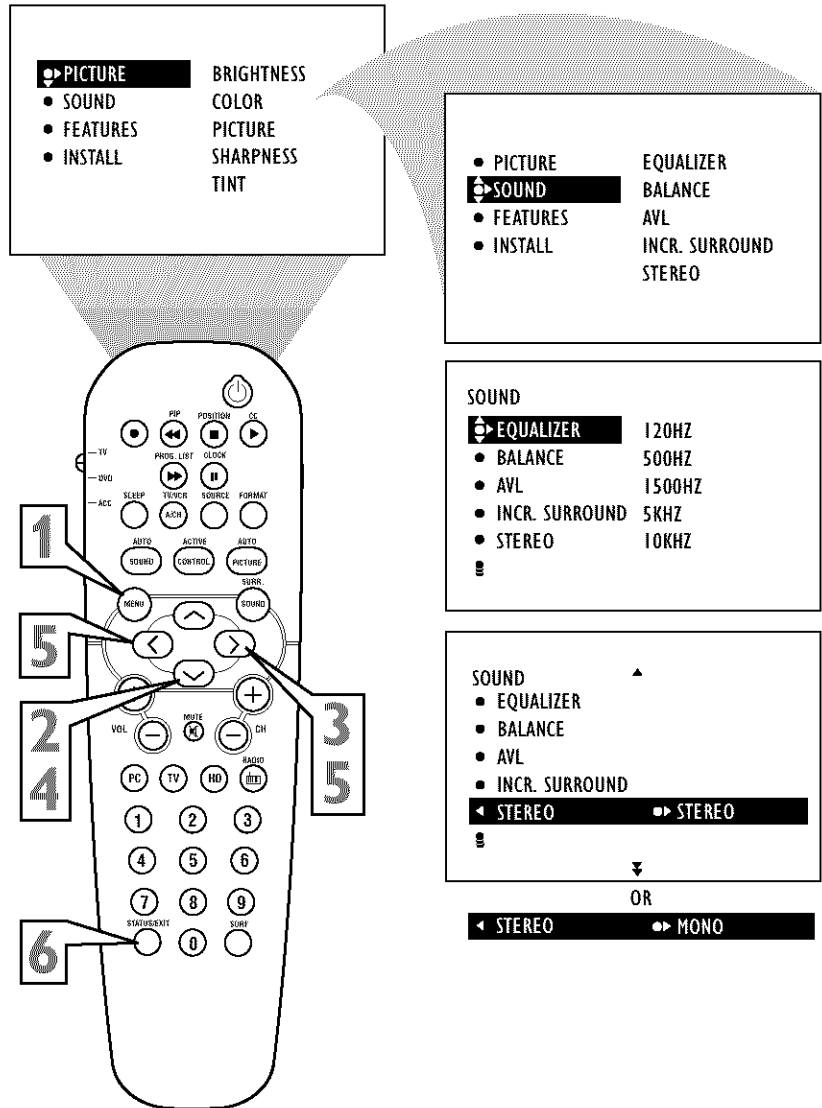 PICTURE BRIGHTNESS
SOUND COLOR
FEATURES PICTURE
INSTALL SHARPNESS
TINT
PICTURE EQUALIZER
SOUND BALANCE
FEATURES AVL
INSTALL INCR. SURROUND
STEREO
SOUND
EQUALIZER 120HZ
BALANCE 500HZ
AVL 1500HZ
INCR. SURROUND 5KHZ
STEREO 10KHZ
SOUND
EQUALIZER
BALANCE
AVL
INCR. SURROUND
STEREO STEREO
OR
STEREO MONO
PIP POSITION CC
TV
DVD
ACC
PROG. LIST CLOCK
SLEEP TV/VCR SOURCE FORMAT
A/CH
AUTO ACTIVE AUTO
SOUND CONTROL PICTURE
SURR.
MENU SOUND
1
5
2
4
3
5
6
VOL MUTE CH
RADIO
PC TV HD
1 2 3
4 5 6
7 8 9
STATUS/EXIT SURF
0